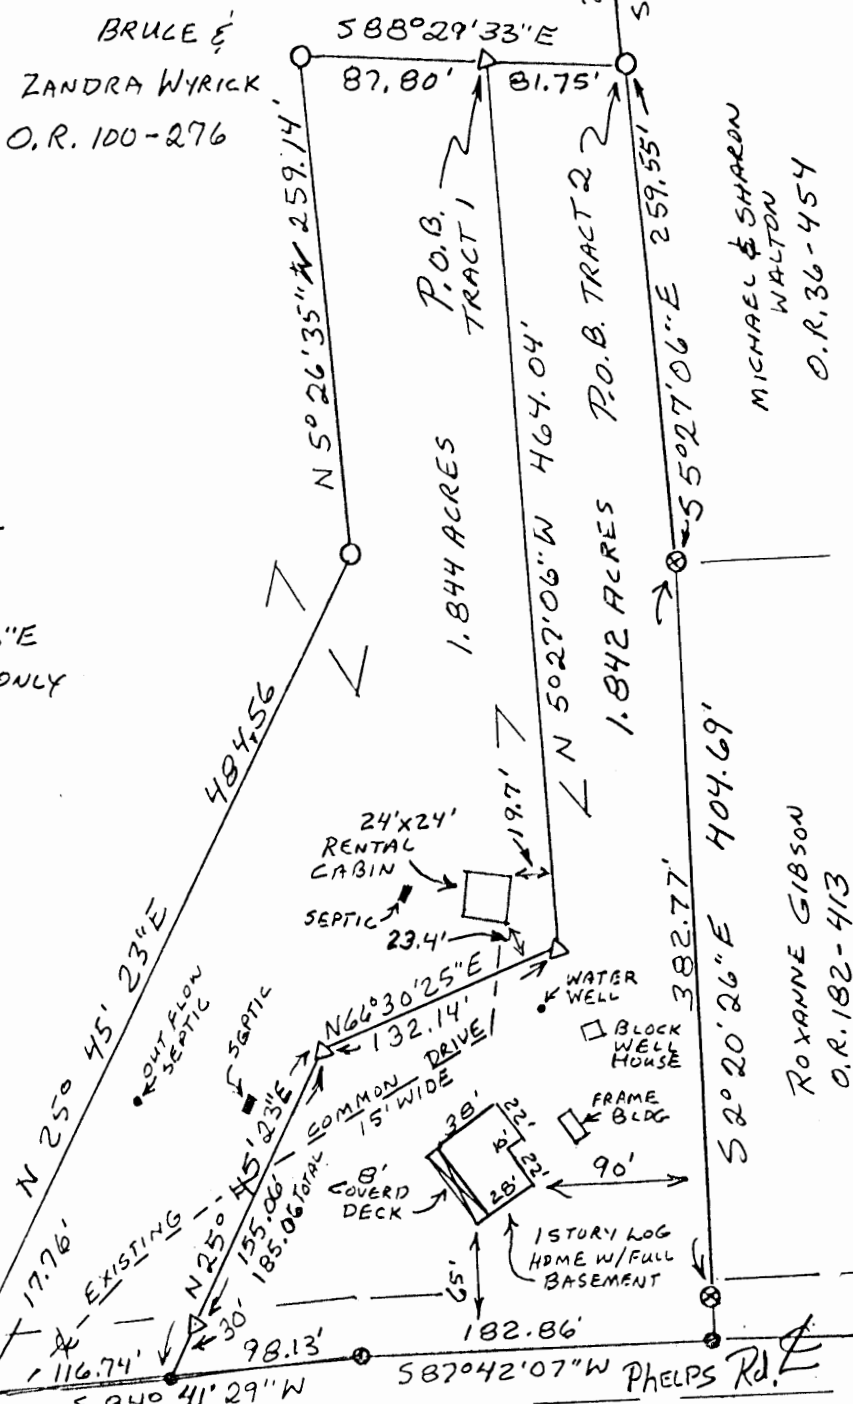 BRUCE &
ZANDRA WYRICK
O.R. 100-276
S88°29'33"E
87.80'
81.75'
N 5°26'35" W 259.14'
P.O.B.
TRACT 1
P.O.B. TRACT 2
259.55'
S 5°27'06"E
MICHAEL & SHARON
WALTON
O.R. 36-454
1.844 ACRES
N 5°27'06"W 464.04'
1.842 ACRES
"E
ONLY
484.56
N 25° 45' 23"E
17.76'
24'x24'
RENTAL
CABIN
SEPTIC
19.7'
23.4'
N66°30'25"E
132.14'
WATER
WELL
BLOCK
WELL
HOUSE
FRAME
BLDG
OUT FLOW
SEPTIC
SEPTIC
EXISTING COMMON DRIVE
15' WIDE
N25° 45' 23"E
155.06'
185.06 TOTAL
30'
38'
22'
10'
22'
28'
8'
COVERD
DECK
90'
65'
1 STORY LOG
HOME W/FULL
BASEMENT
382.77'
S 2°20'26"E 404.69'
ROXANNE GIBSON
O.R. 182-413
116.74'
98.13'
182.86'
41'29"W
S87°42'07"W
PHELPS Rd.